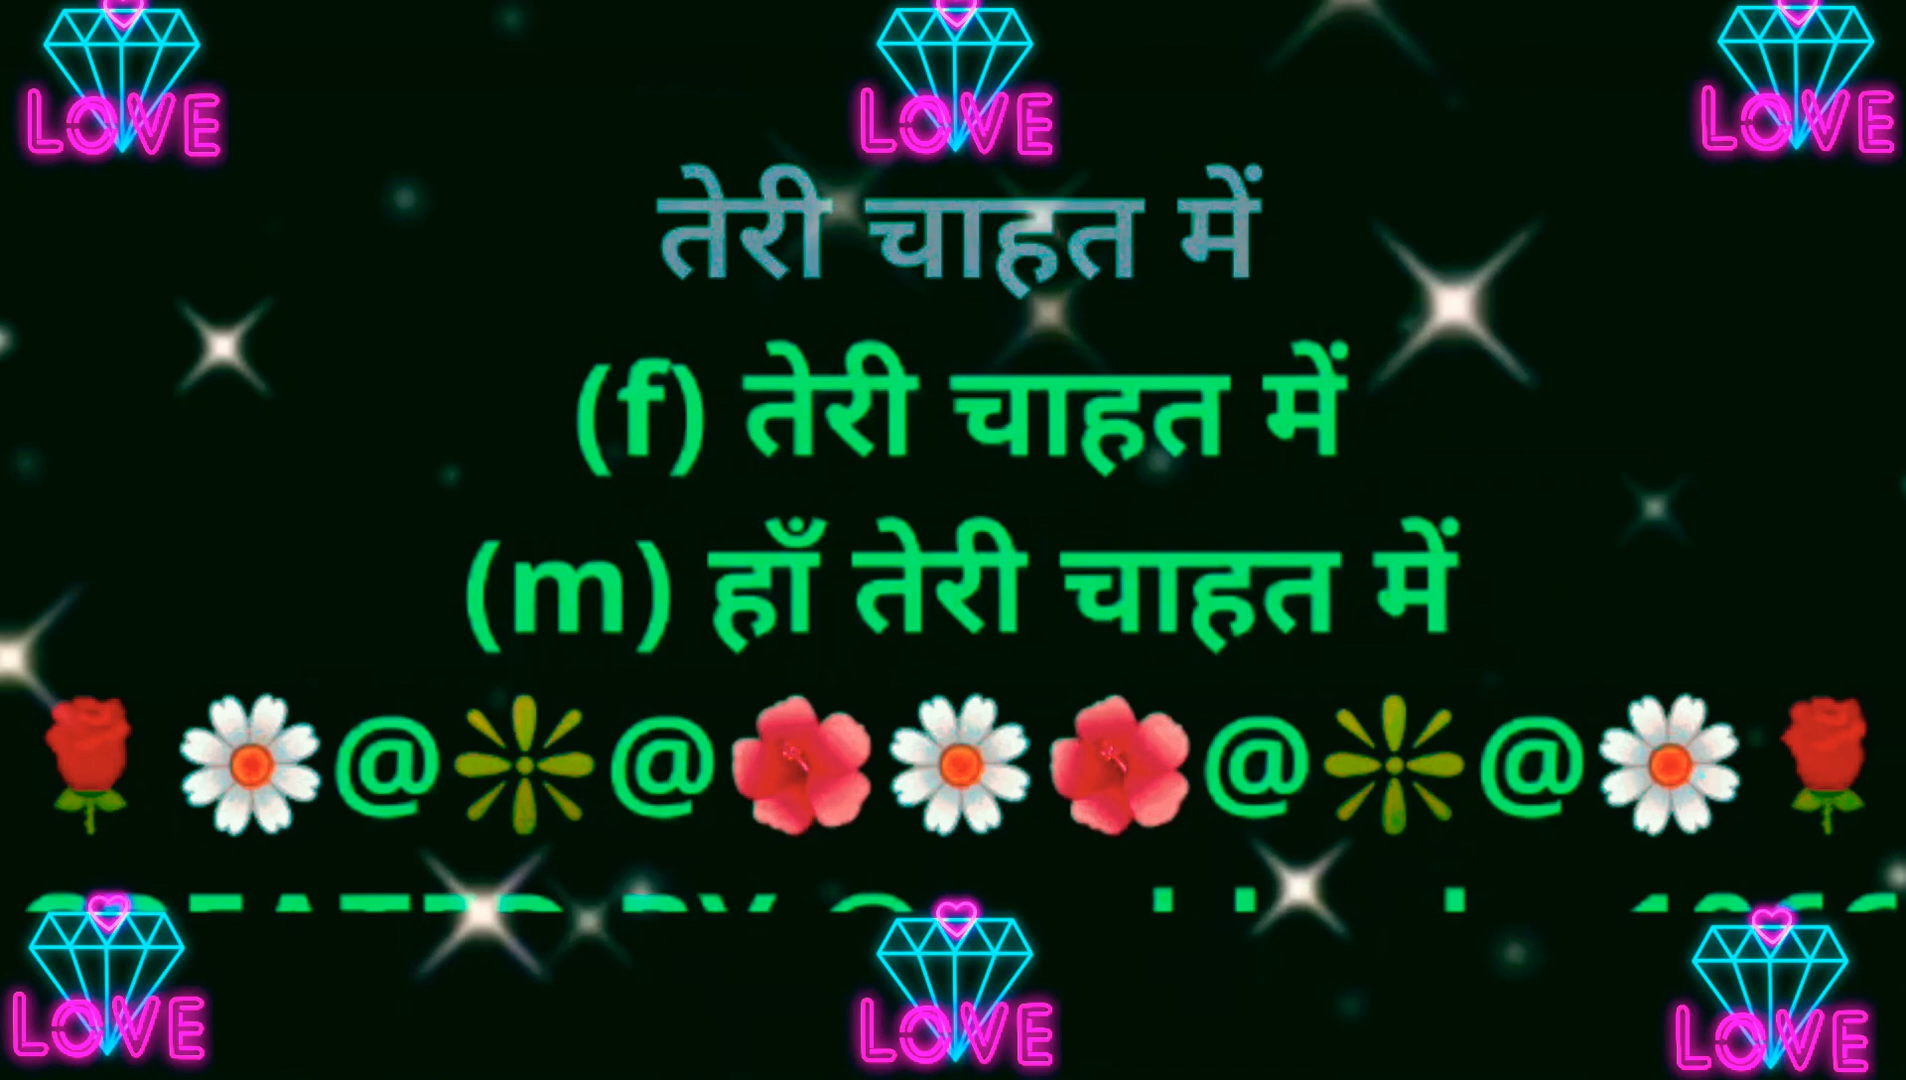 LOVE LOVE LOVE
तेरी चाहत में
(f) तेरी चाहत में
(m) हाँ तेरी चाहत में
@ @ @ @
LOVE LOVE LOVE